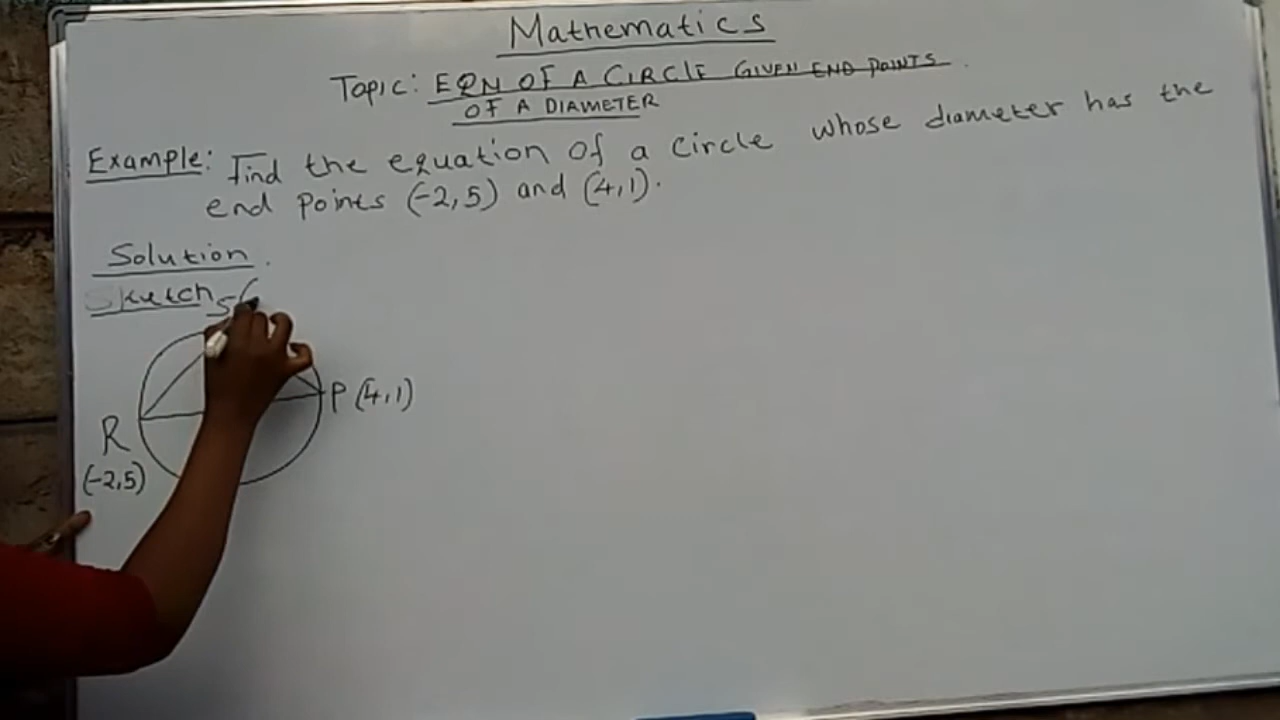 Mathematics
Topic: EQN OF A CIRCLE GIVEN END POINTS
OF A DIAMETER
Example: Find the equation of a circle whose diameter has the
end points (-2,5) and (4,1).
Solution.
Sketch
S (
P (4,1)
R
(-2,5)